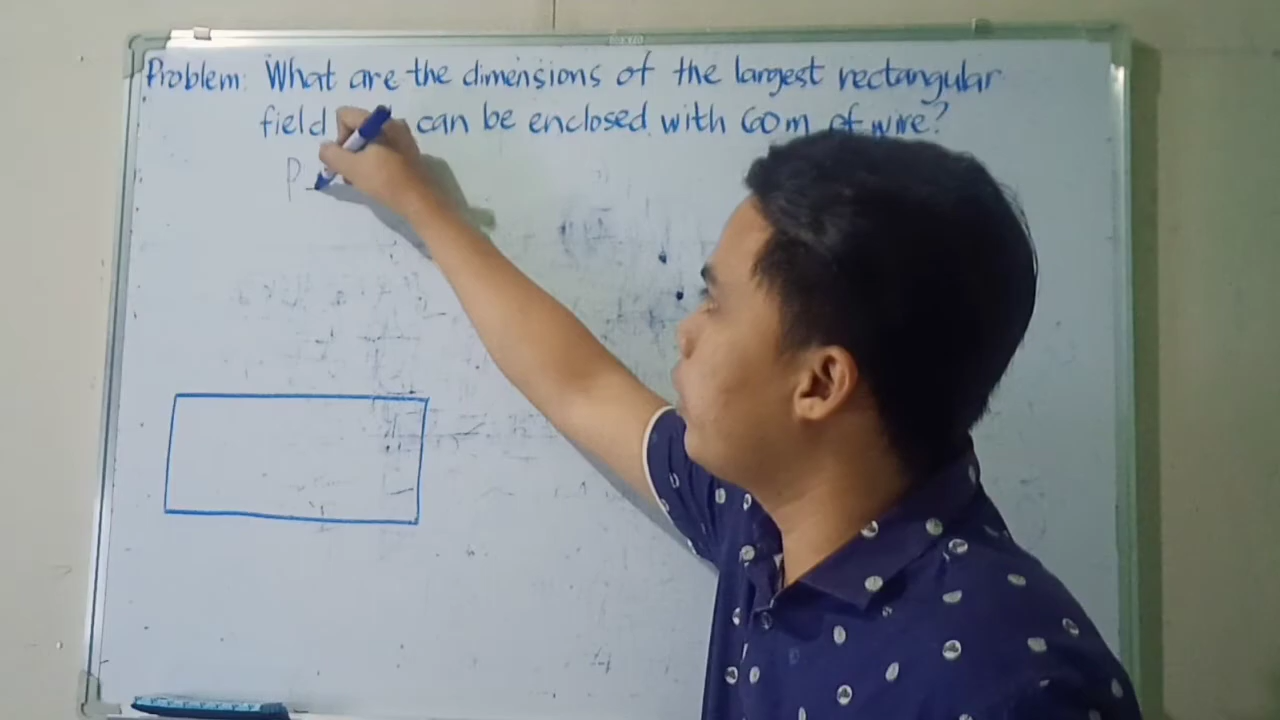 Problem: What are the dimensions of the largest rectangular
field can be enclosed with 60m of wire?
P